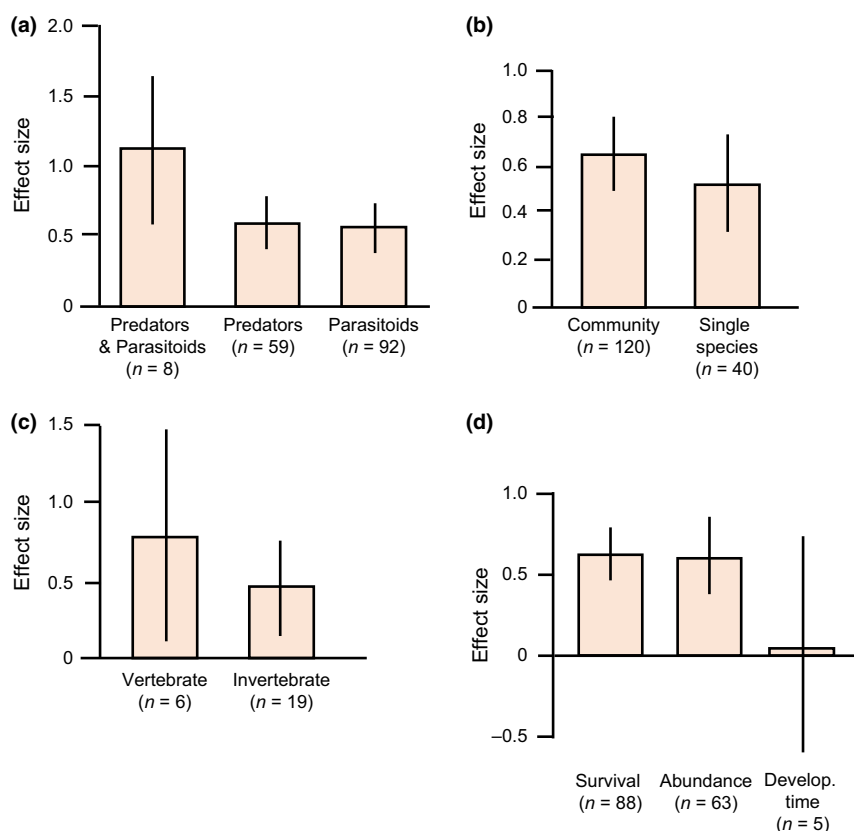 (a)
2.0
1.5
1.0
0.5
0
Effect size
Predators
& Parasitoids
(n = 8)
Predators
(n = 59)
Parasitoids
(n = 92)
(b)
1.0
0.8
0.6
0.4
0.2
0
Effect size
Community
(n = 120)
Single
species
(n = 40)
(c)
1.5
1.0
0.5
0
Effect size
Vertebrate
(n = 6)
Invertebrate
(n = 19)
(d)
1.0
0.5
0
–0.5
Effect size
Survival
(n = 88)
Abundance
(n = 63)
Develop.
time
(n = 5)